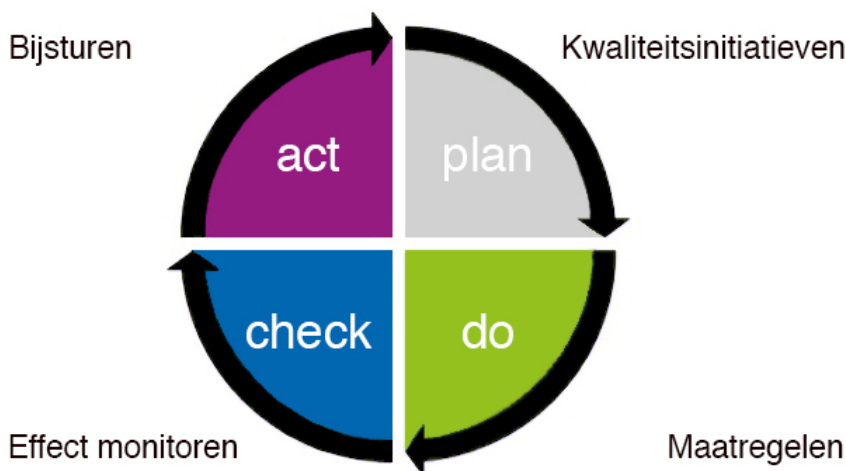 Bijsturen
Kwaliteitsinitiatieven
act
plan
check
do
Effect monitoren
Maatregelen